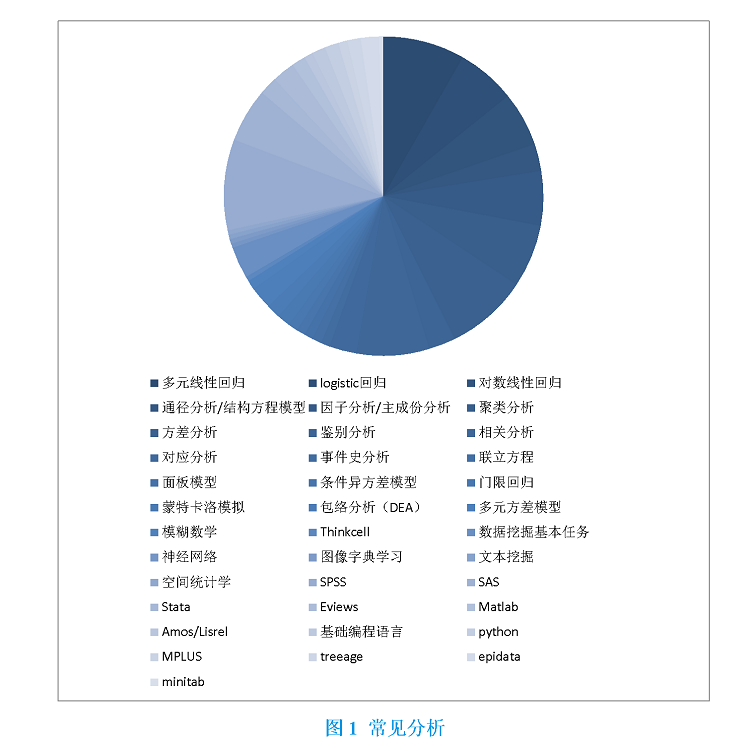 多元线性回归 logistic回归 对数线性回归
通径分析/结构方程模型 因子分析/主成份分析 聚类分析
方差分析 鉴别分析 相关分析
对应分析 事件史分析 联立方程
面板模型 条件异方差模型 门限回归
蒙特卡洛模拟 包络分析（DEA） 多元方差模型
模糊数学 Thinkcell 数据挖掘基本任务
神经网络 图像字典学习 文本挖掘
空间统计学 SPSS SAS
Stata Eviews Matlab
Amos/Lisrel 基础编程语言 python
MPLUS treeage epidata
minitab
图 1 常见分析